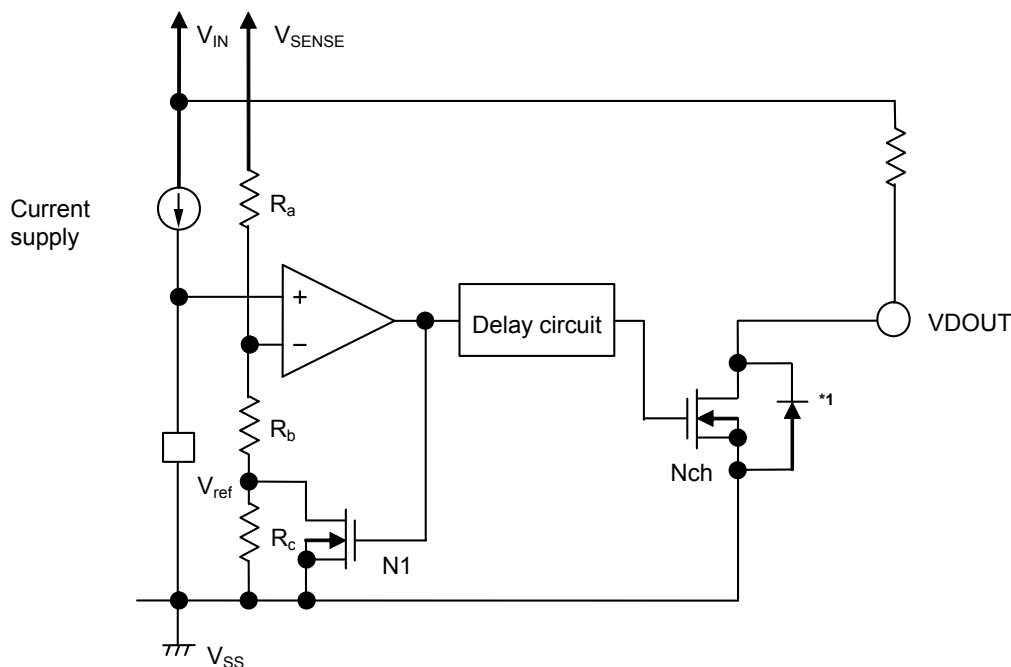 V_IN V_SENSE
Current
supply
R_a
+
−
Delay circuit
VDOUT
*1
R_b
Nch
V_ref
R_c
N1
V_SS